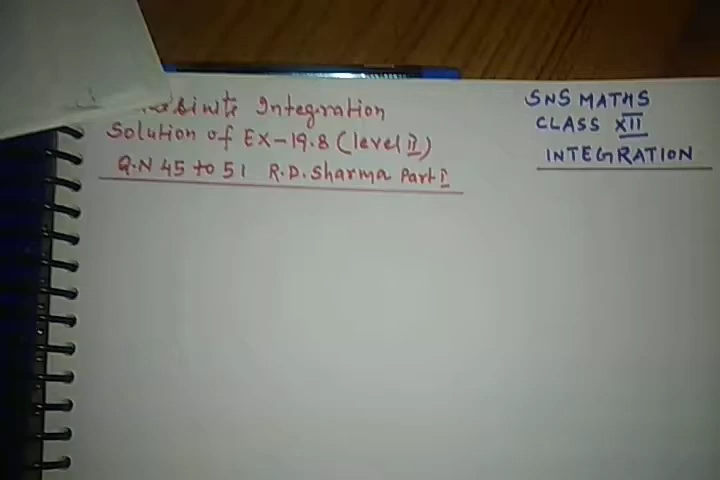 Integration
Solution of EX-19.8 (level II)
Q.N 45 to 51 R.D. Sharma Part I
SNS MATHS
CLASS XII
INTEGRATION